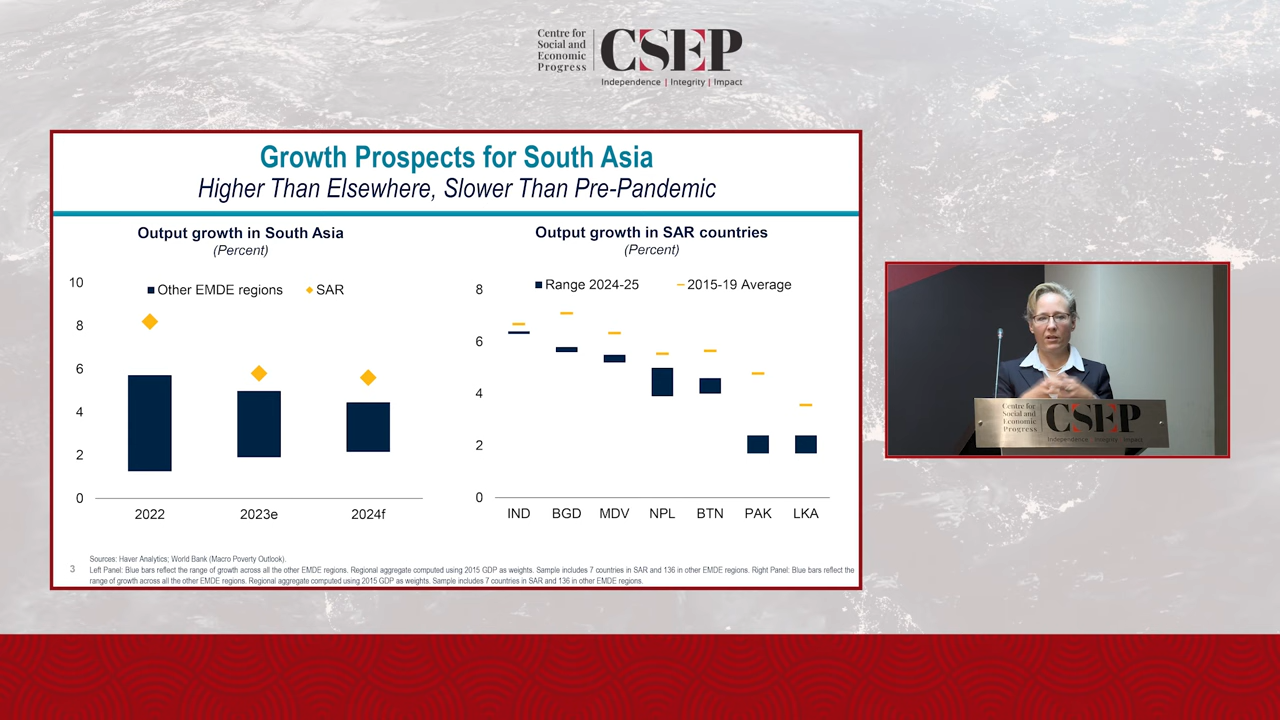 Centre for
Social and
Economic
Progress
CSEP
Independence | Integrity | Impact
Growth Prospects for South Asia
Higher Than Elsewhere, Slower Than Pre-Pandemic
Output growth in South Asia
(Percent)
Other EMDE regions
SAR
10
8
6
4
2
0
2022
2023e
2024f
Output growth in SAR countries
(Percent)
Range 2024-25
2015-19 Average
8
6
4
2
0
IND
BGD
MDV
NPL
BTN
PAK
LKA
Sources: Haver Analytics; World Bank (Macro Poverty Outlook).
3
Left Panel: Blue bars reflect the range of growth across all the other EMDE regions. Regional aggregate computed using 2015 GDP as weights. Sample includes 7 countries in SAR and 136 in other EMDE regions. Right Panel: Blue bars reflect the
range of growth across all the other EMDE regions. Regional aggregate computed using 2015 GDP as weights. Sample includes 7 countries in SAR and 136 in other EMDE regions.
Centre for
Social and
Economic
Progress
CSEP
Independence | Integrity | Impact